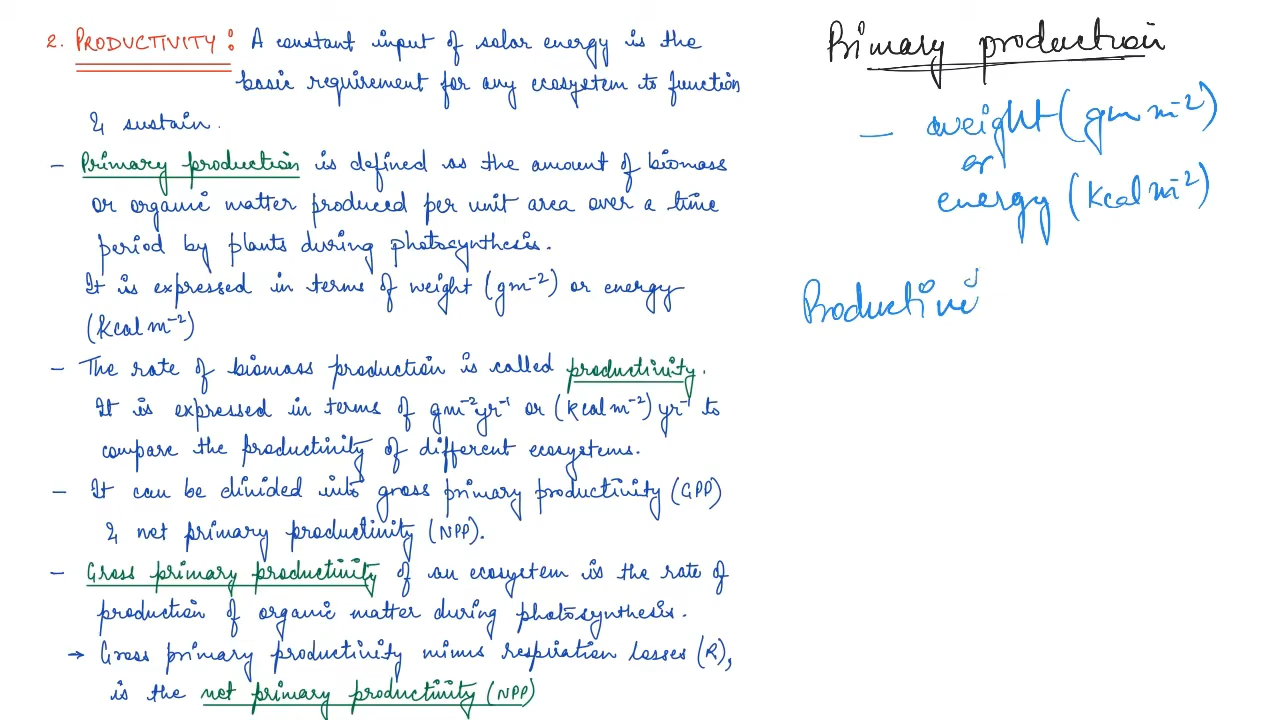 2. PRODUCTIVITY: A constant input of solar energy is the
basic requirement for any ecosystem to function
& sustain.
- Primary production is defined as the amount of biomass
or organic matter produced per unit area over a time
period by plants during photosynthesis.
It is expressed in terms of weight (gm⁻²) or energy
(Kcal m⁻²)
- The rate of biomass production is called productivity.
It is expressed in terms of gm⁻²yr⁻¹ or (kcal m⁻²) yr⁻¹ to
compare the productivity of different ecosystems.
- It can be divided into gross primary productivity (GPP)
& net primary productivity (NPP).
- Gross primary productivity of an ecosystem is the rate of
production of organic matter during photosynthesis.
→ Gross primary productivity minus respiration losses (R),
is the net primary productivity (NPP)
Primary production
- weight (gm m⁻²)
or
energy (Kcal m⁻²)
Productivi